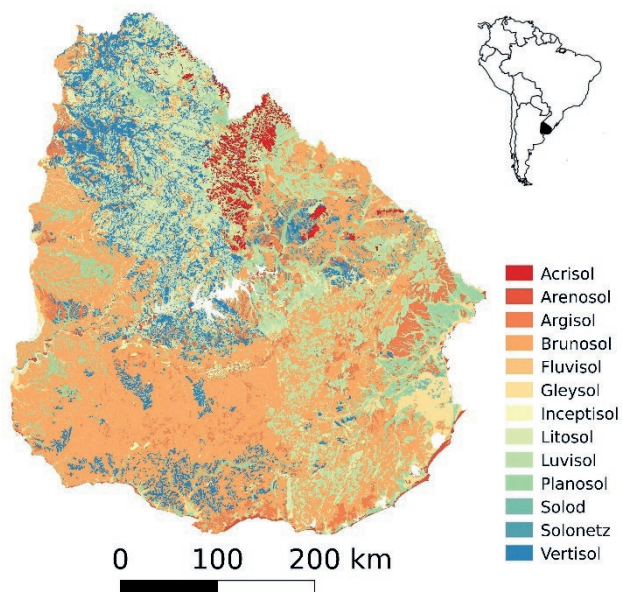 Acrisol
Arenosol
Argisol
Brunosol
Fluvisol
Gleysol
Inceptisol
Litosol
Luvisol
Planosol
Solod
Solonetz
Vertisol
0 100 200 km